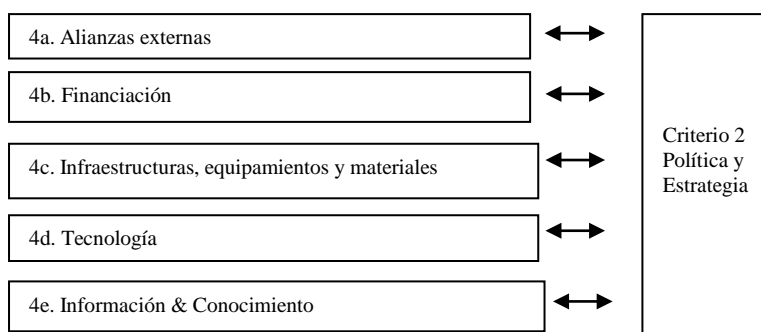 4a. Alianzas externas
4b. Financiación
4c. Infraestructuras, equipamientos y materiales
4d. Tecnología
4e. Información & Conocimiento
Criterio 2
Política y
Estrategia